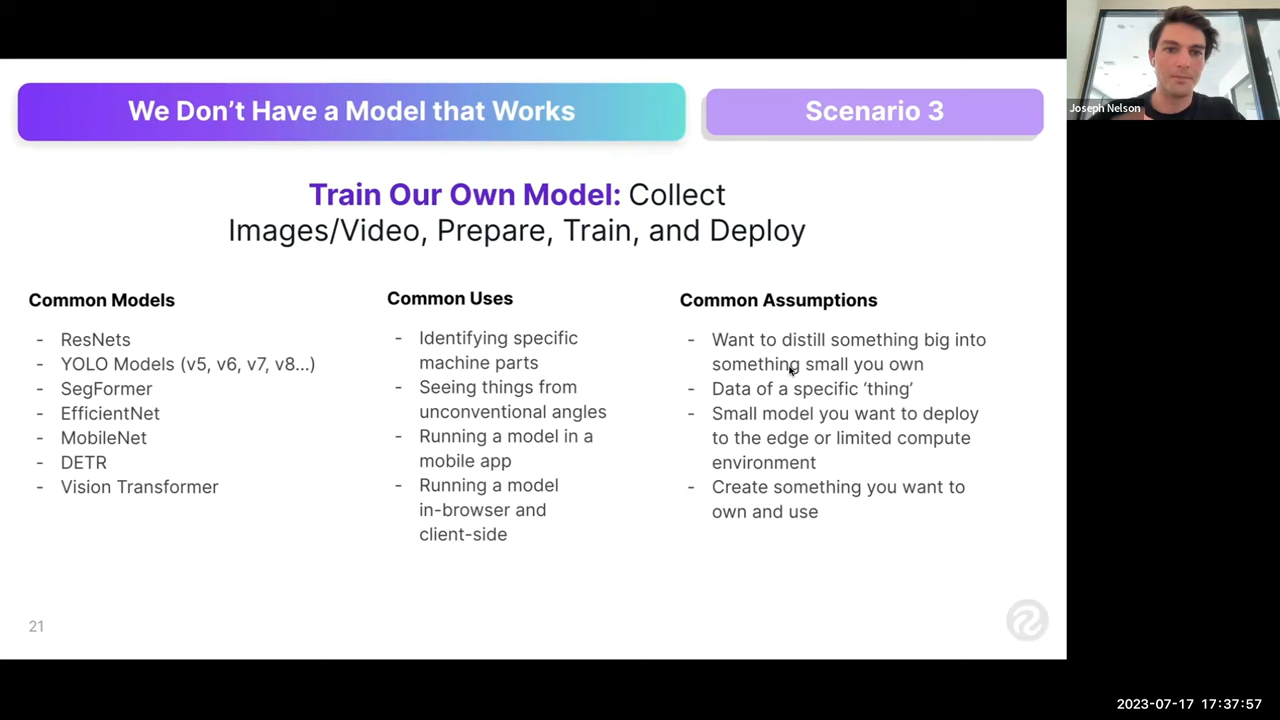 We Don’t Have a Model that Works
Scenario 3
Joseph Nelson
Train Our Own Model: Collect
Images/Video, Prepare, Train, and Deploy
Common Models
- ResNets
- YOLO Models (v5, v6, v7, v8...)
- SegFormer
- EfficientNet
- MobileNet
- DETR
- Vision Transformer
Common Uses
- Identifying specific
machine parts
- Seeing things from
unconventional angles
- Running a model in a
mobile app
- Running a model
in-browser and
client-side
Common Assumptions
- Want to distill something big into
something small you own
- Data of a specific ‘thing’
- Small model you want to deploy
to the edge or limited compute
environment
- Create something you want to
own and use
21
2023-07-17 17:37:57